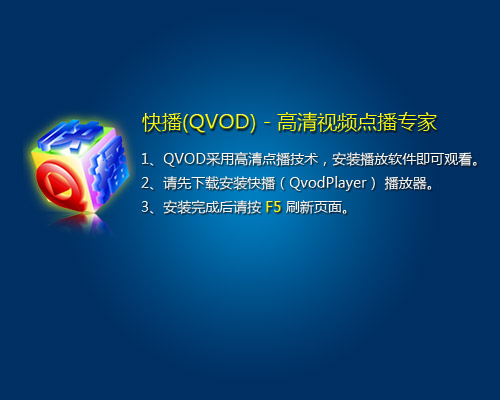 快播
快播(QVOD) - 高清视频点播专家
1、QVOD采用高清点播技术，安装播放软件即可观看。
2、请先下载安装快播（QvodPlayer） 播放器。
3、安装完成后请按 F5 刷新页面。